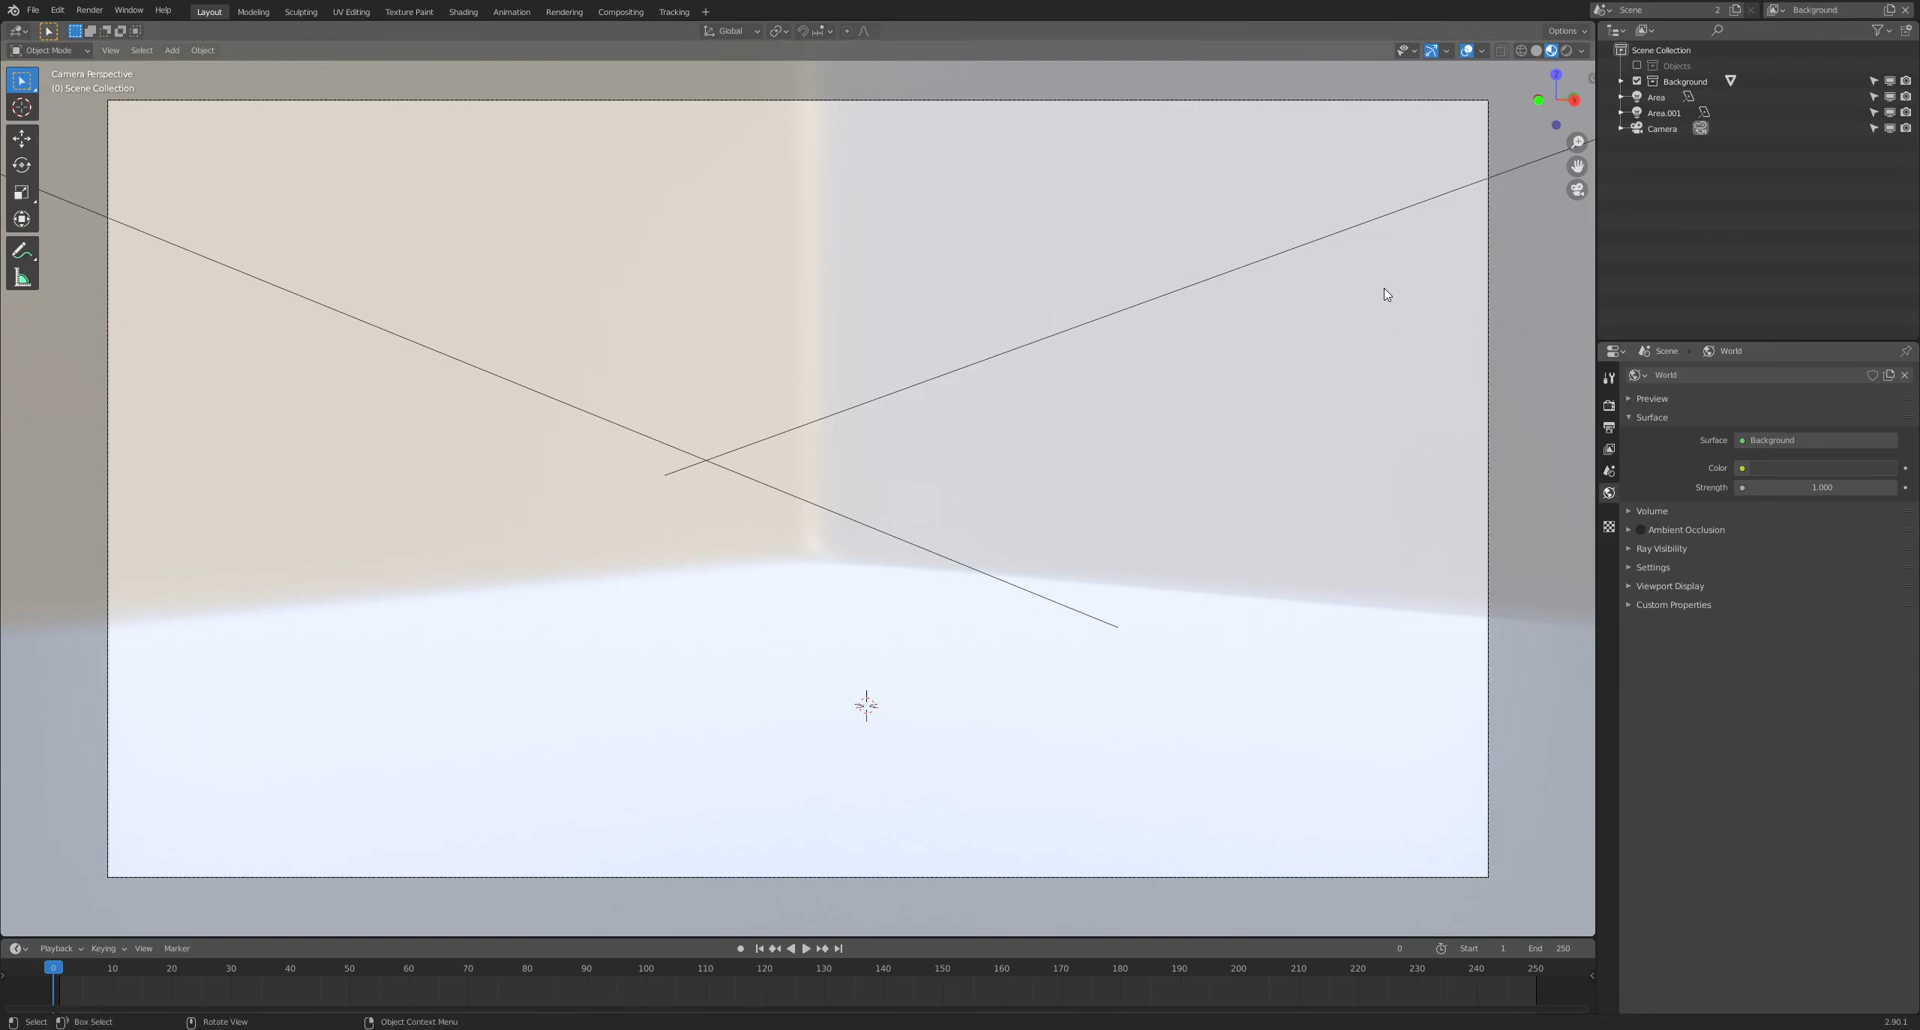 File Edit Render Window Help Layout Modeling Sculpting UV Editing Texture Paint Shading Animation Rendering Compositing Tracking + Scene 2 Background
Global Options
Object Mode View Select Add Object
Camera Perspective
(0) Scene Collection
Z
X
Scene Collection
Objects
Background
Area
Area.001
Camera
Scene World
World
Preview
Surface
Surface Background
Color
Strength 1.000
Volume
Ambient Occlusion
Ray Visibility
Settings
Viewport Display
Custom Properties
Playback Keying View Marker 0 Start 1 End 250
0 10 20 30 40 50 60 70 80 90 100 110 120 130 140 150 160 170 180 190 200 210 220 230 240 250
Select Box Select Rotate View Object Context Menu 2.90.1